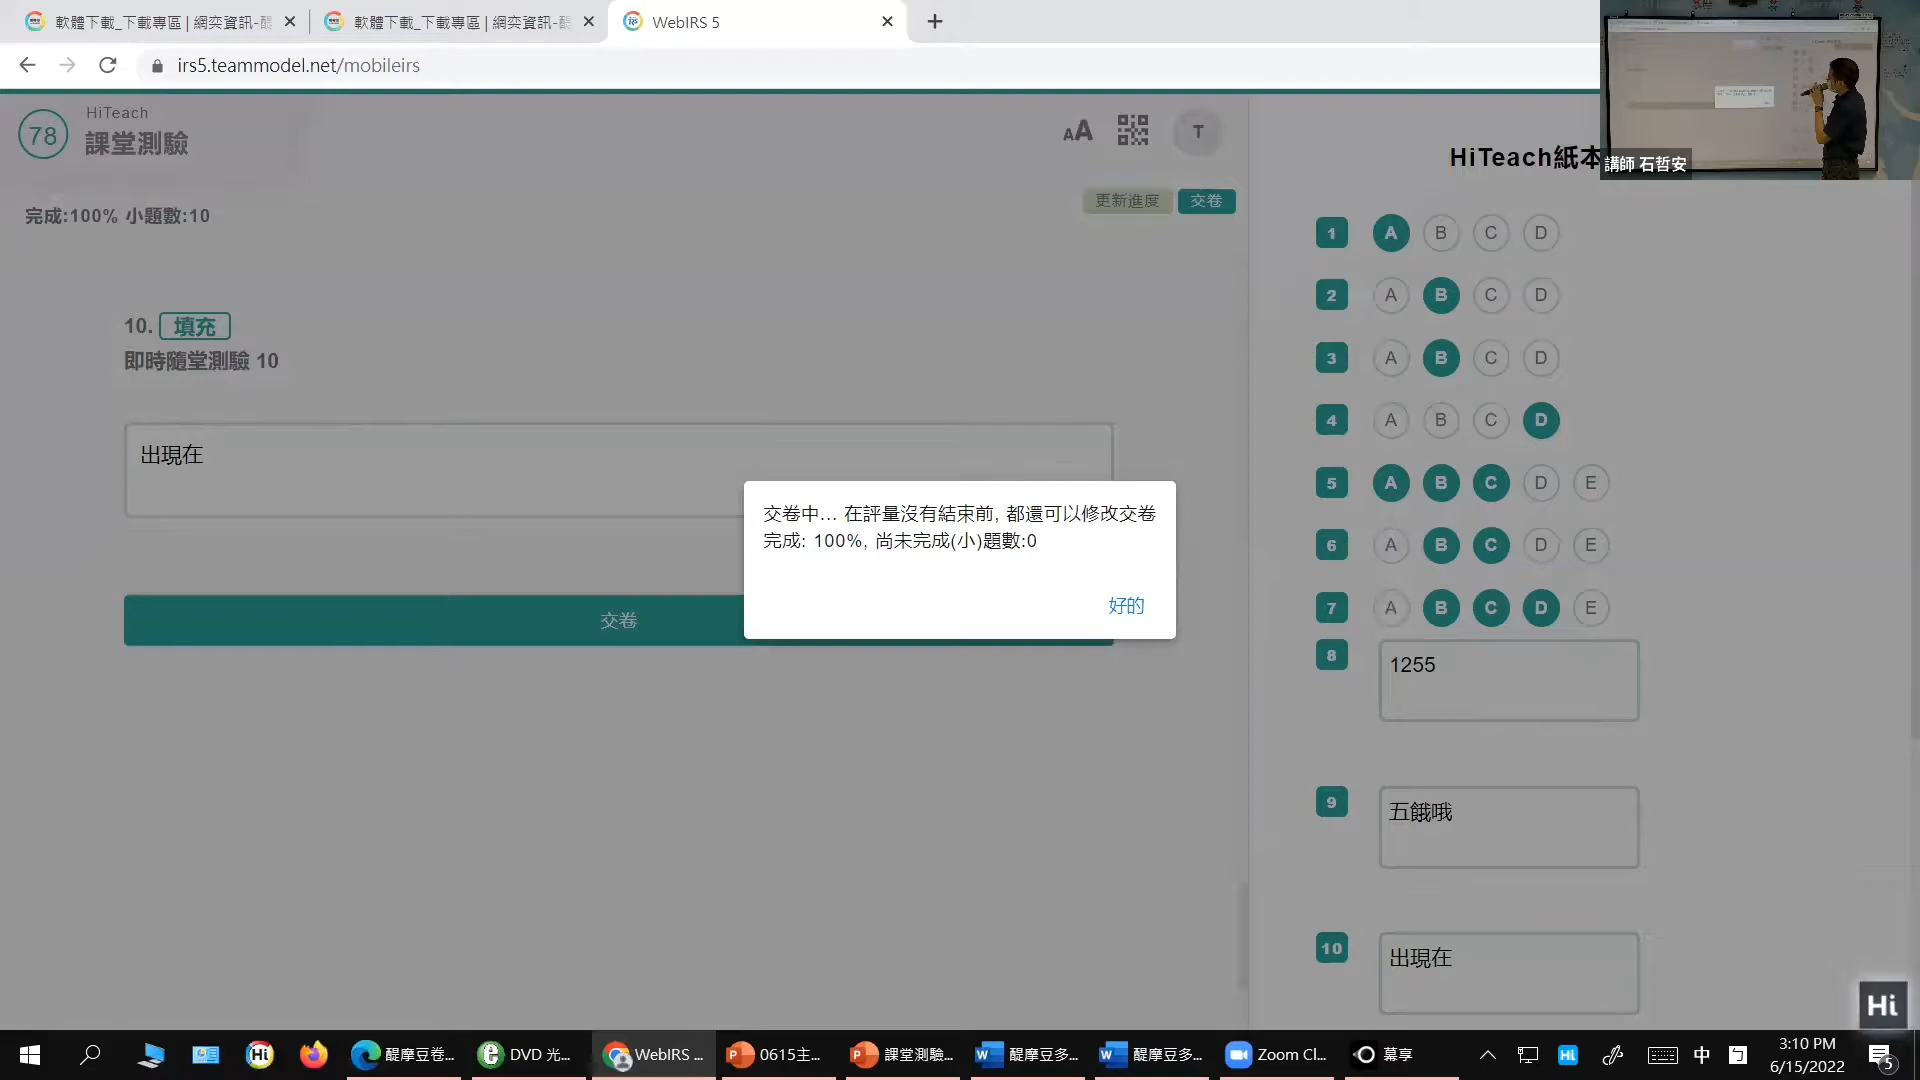 軟體下載_下載專區 | 網奕資訊-醍
軟體下載_下載專區 | 網奕資訊-醍
WebIRS 5
irs5.teammodel.net/mobileirs
78
HiTeach
課堂測驗
AA
T
更新進度
交卷
完成:100% 小題數:10
10. 填充
即時隨堂測驗 10
出現在
交卷
交卷中... 在評量沒有結束前, 都還可以修改交卷
完成: 100%, 尚未完成(小)題數:0
好的
HiTeach紙本
講師 石哲安
1 A B C D
2 A B C D
3 A B C D
4 A B C D
5 A B C D E
6 A B C D E
7 A B C D E
8 1255
9 五餓哦
10 出現在
Hi
醍摩豆卷...
DVD 光...
WebIRS ...
0615主...
課堂測驗...
醍摩豆多...
醍摩豆多...
Zoom Cl...
幕享
中
3:10 PM
6/15/2022
5